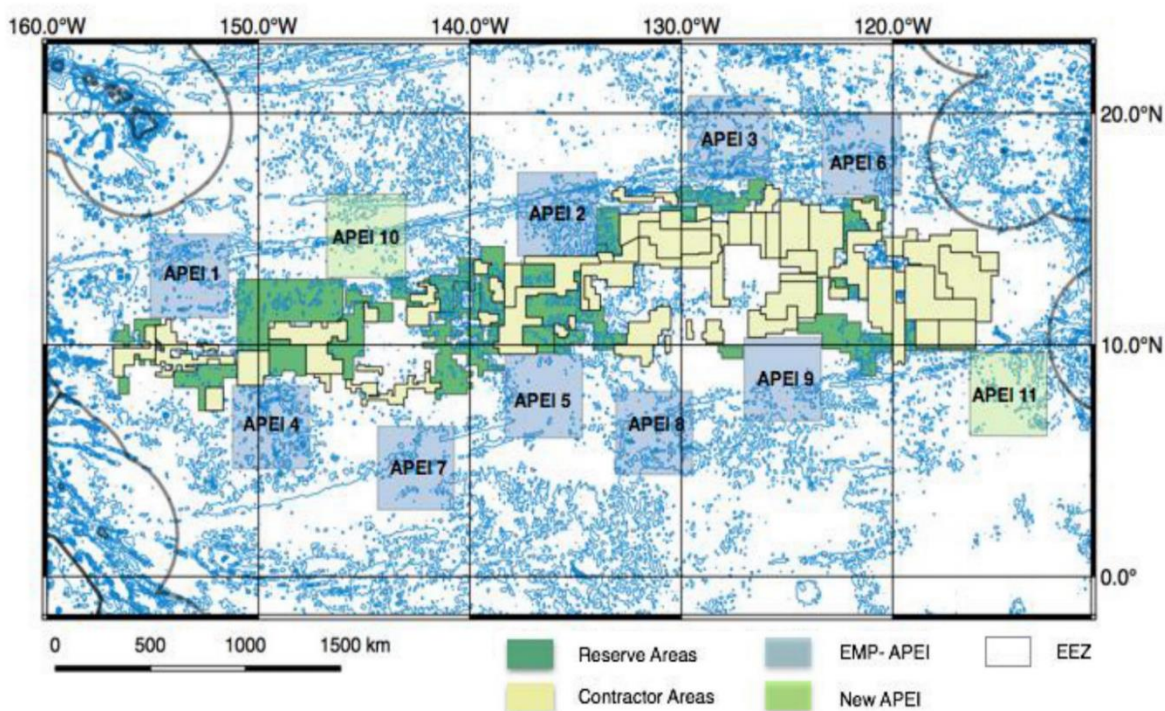 160.0°W 150.0°W 140.0°W 130.0°W 120.0°W
20.0°N
APEI 3
APEI 6
APEI 2
APEI 10
APEI 1
10.0°N
APEI 9
APEI 5
APEI 11
APEI 4
APEI 8
APEI 7
0.0°
0 500 1000 1500 km
Reserve Areas EMP- APEI EEZ
Contractor Areas New APEI